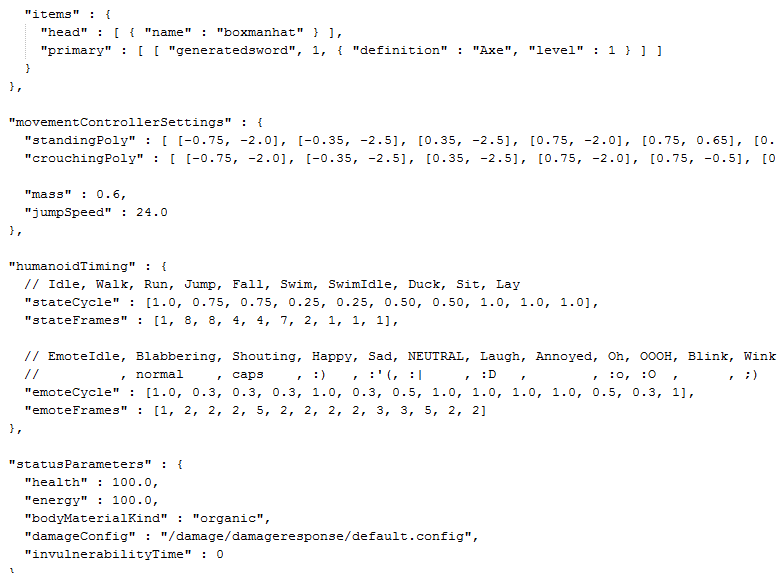 "items" : {
"head" : [ { "name" : "boxmanhat" } ],
"primary" : [ [ "generatedsword", 1, { "definition" : "Axe", "level" : 1 } ] ]
}
},
"movementControllerSettings" : {
"standingPoly" : [ [-0.75, -2.0], [-0.35, -2.5], [0.35, -2.5], [0.75, -2.0], [0.75, 0.65], [0.
"crouchingPoly" : [ [-0.75, -2.0], [-0.35, -2.5], [0.35, -2.5], [0.75, -2.0], [0.75, -0.5], [0
"mass" : 0.6,
"jumpSpeed" : 24.0
},
"humanoidTiming" : {
// Idle, Walk, Run, Jump, Fall, Swim, SwimIdle, Duck, Sit, Lay
"stateCycle" : [1.0, 0.75, 0.75, 0.25, 0.25, 0.50, 0.50, 1.0, 1.0, 1.0],
"stateFrames" : [1, 8, 8, 4, 4, 7, 2, 1, 1, 1],
// EmoteIdle, Blabbering, Shouting, Happy, Sad, NEUTRAL, Laugh, Annoyed, Oh, OOOH, Blink, Wink
//          , normal    , caps    , :)   , :'(, :|     , :D   ,        , :o, :O  ,      , ;)
"emoteCycle" : [1.0, 0.3, 0.3, 0.3, 1.0, 0.3, 0.5, 1.0, 1.0, 1.0, 1.0, 0.5, 0.3, 1],
"emoteFrames" : [1, 2, 2, 2, 5, 2, 2, 2, 2, 3, 3, 5, 2, 2]
},
"statusParameters" : {
"health" : 100.0,
"energy" : 100.0,
"bodyMaterialKind" : "organic",
"damageConfig" : "/damage/damageresponse/default.config",
"invulnerabilityTime" : 0
}